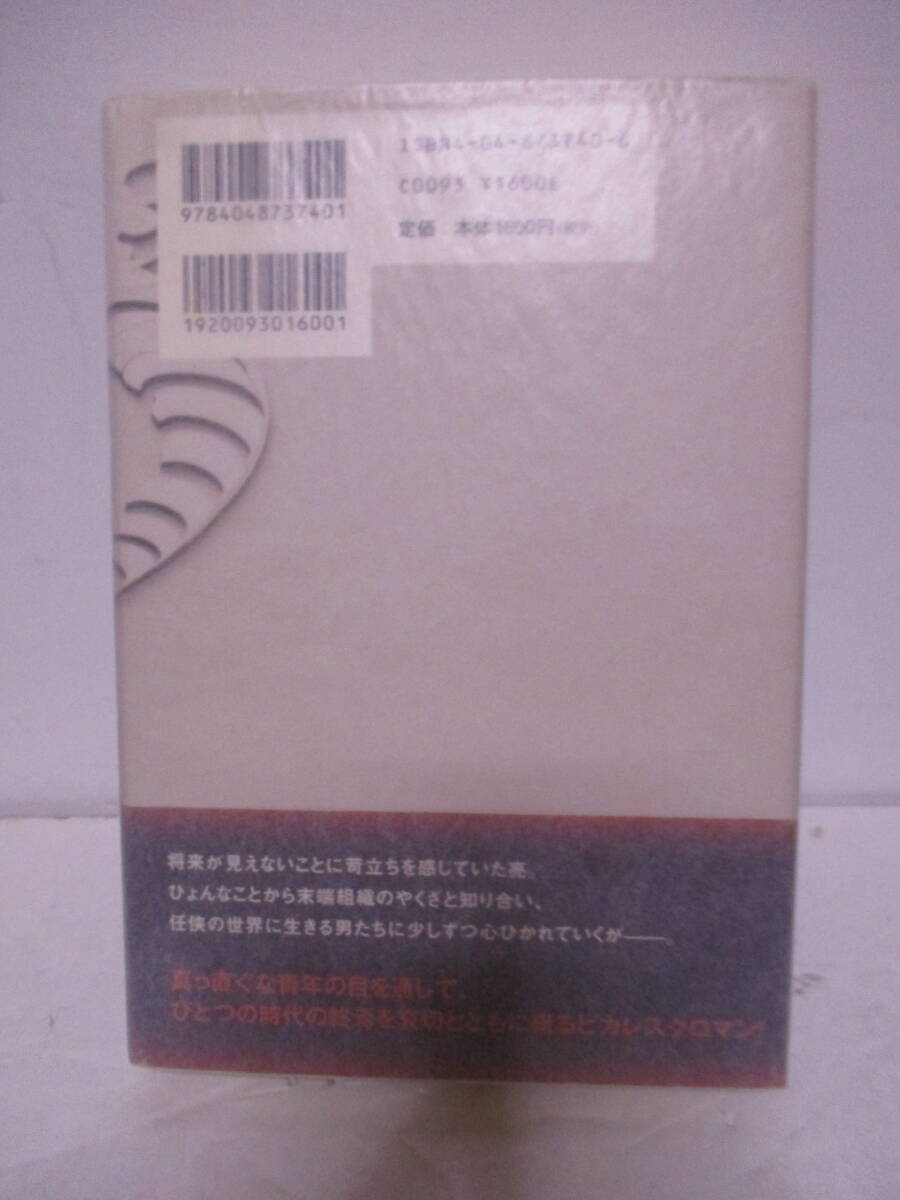 ISBN4-04-873740-6
9784048737401
C0093 ¥1600E
定価 本体1600円(税別)
1920093016001
将来が見えないことに苛立ちを感じていた亮。
ひょんなことから末端組織のやくざと知り合い、
任侠の世界に生きる男たちに少しずつ心ひかれていくが――。
真っ直ぐな青年の目を通して、
ひとつの時代の終焉を哀切とともに綴るピカレスクロマン!